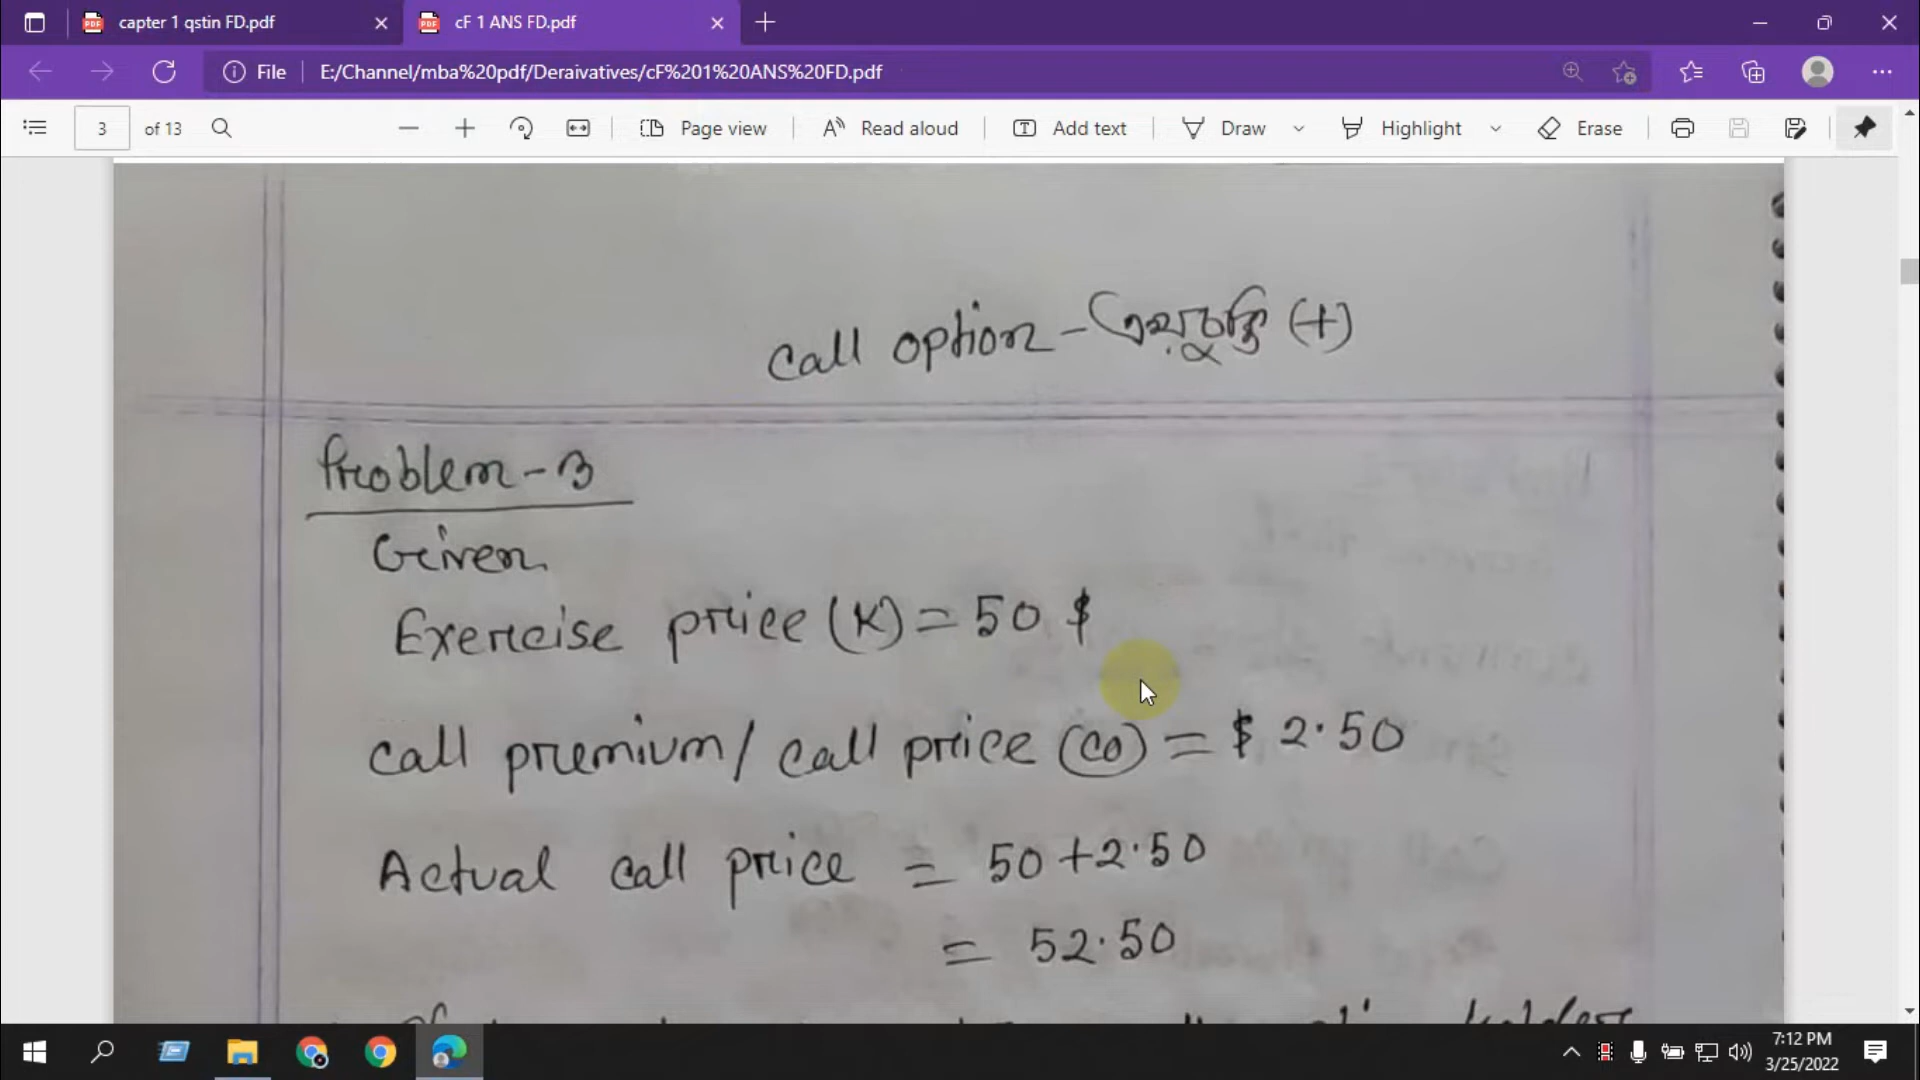 capter 1 qstin FD.pdf
cF 1 ANS FD.pdf
File
E:/Channel/mba%20pdf/Deraivatives/cF%201%20ANS%20FD.pdf
3 of 13
Page view
Read aloud
Add text
Draw
Highlight
Erase
call option - (+)
Problem-3
Given
Exercise price (K) = 50 $
call premium/ call price (co) = $ 2.50
Actual call price = 50+2.50
= 52.50
7:12 PM
3/25/2022